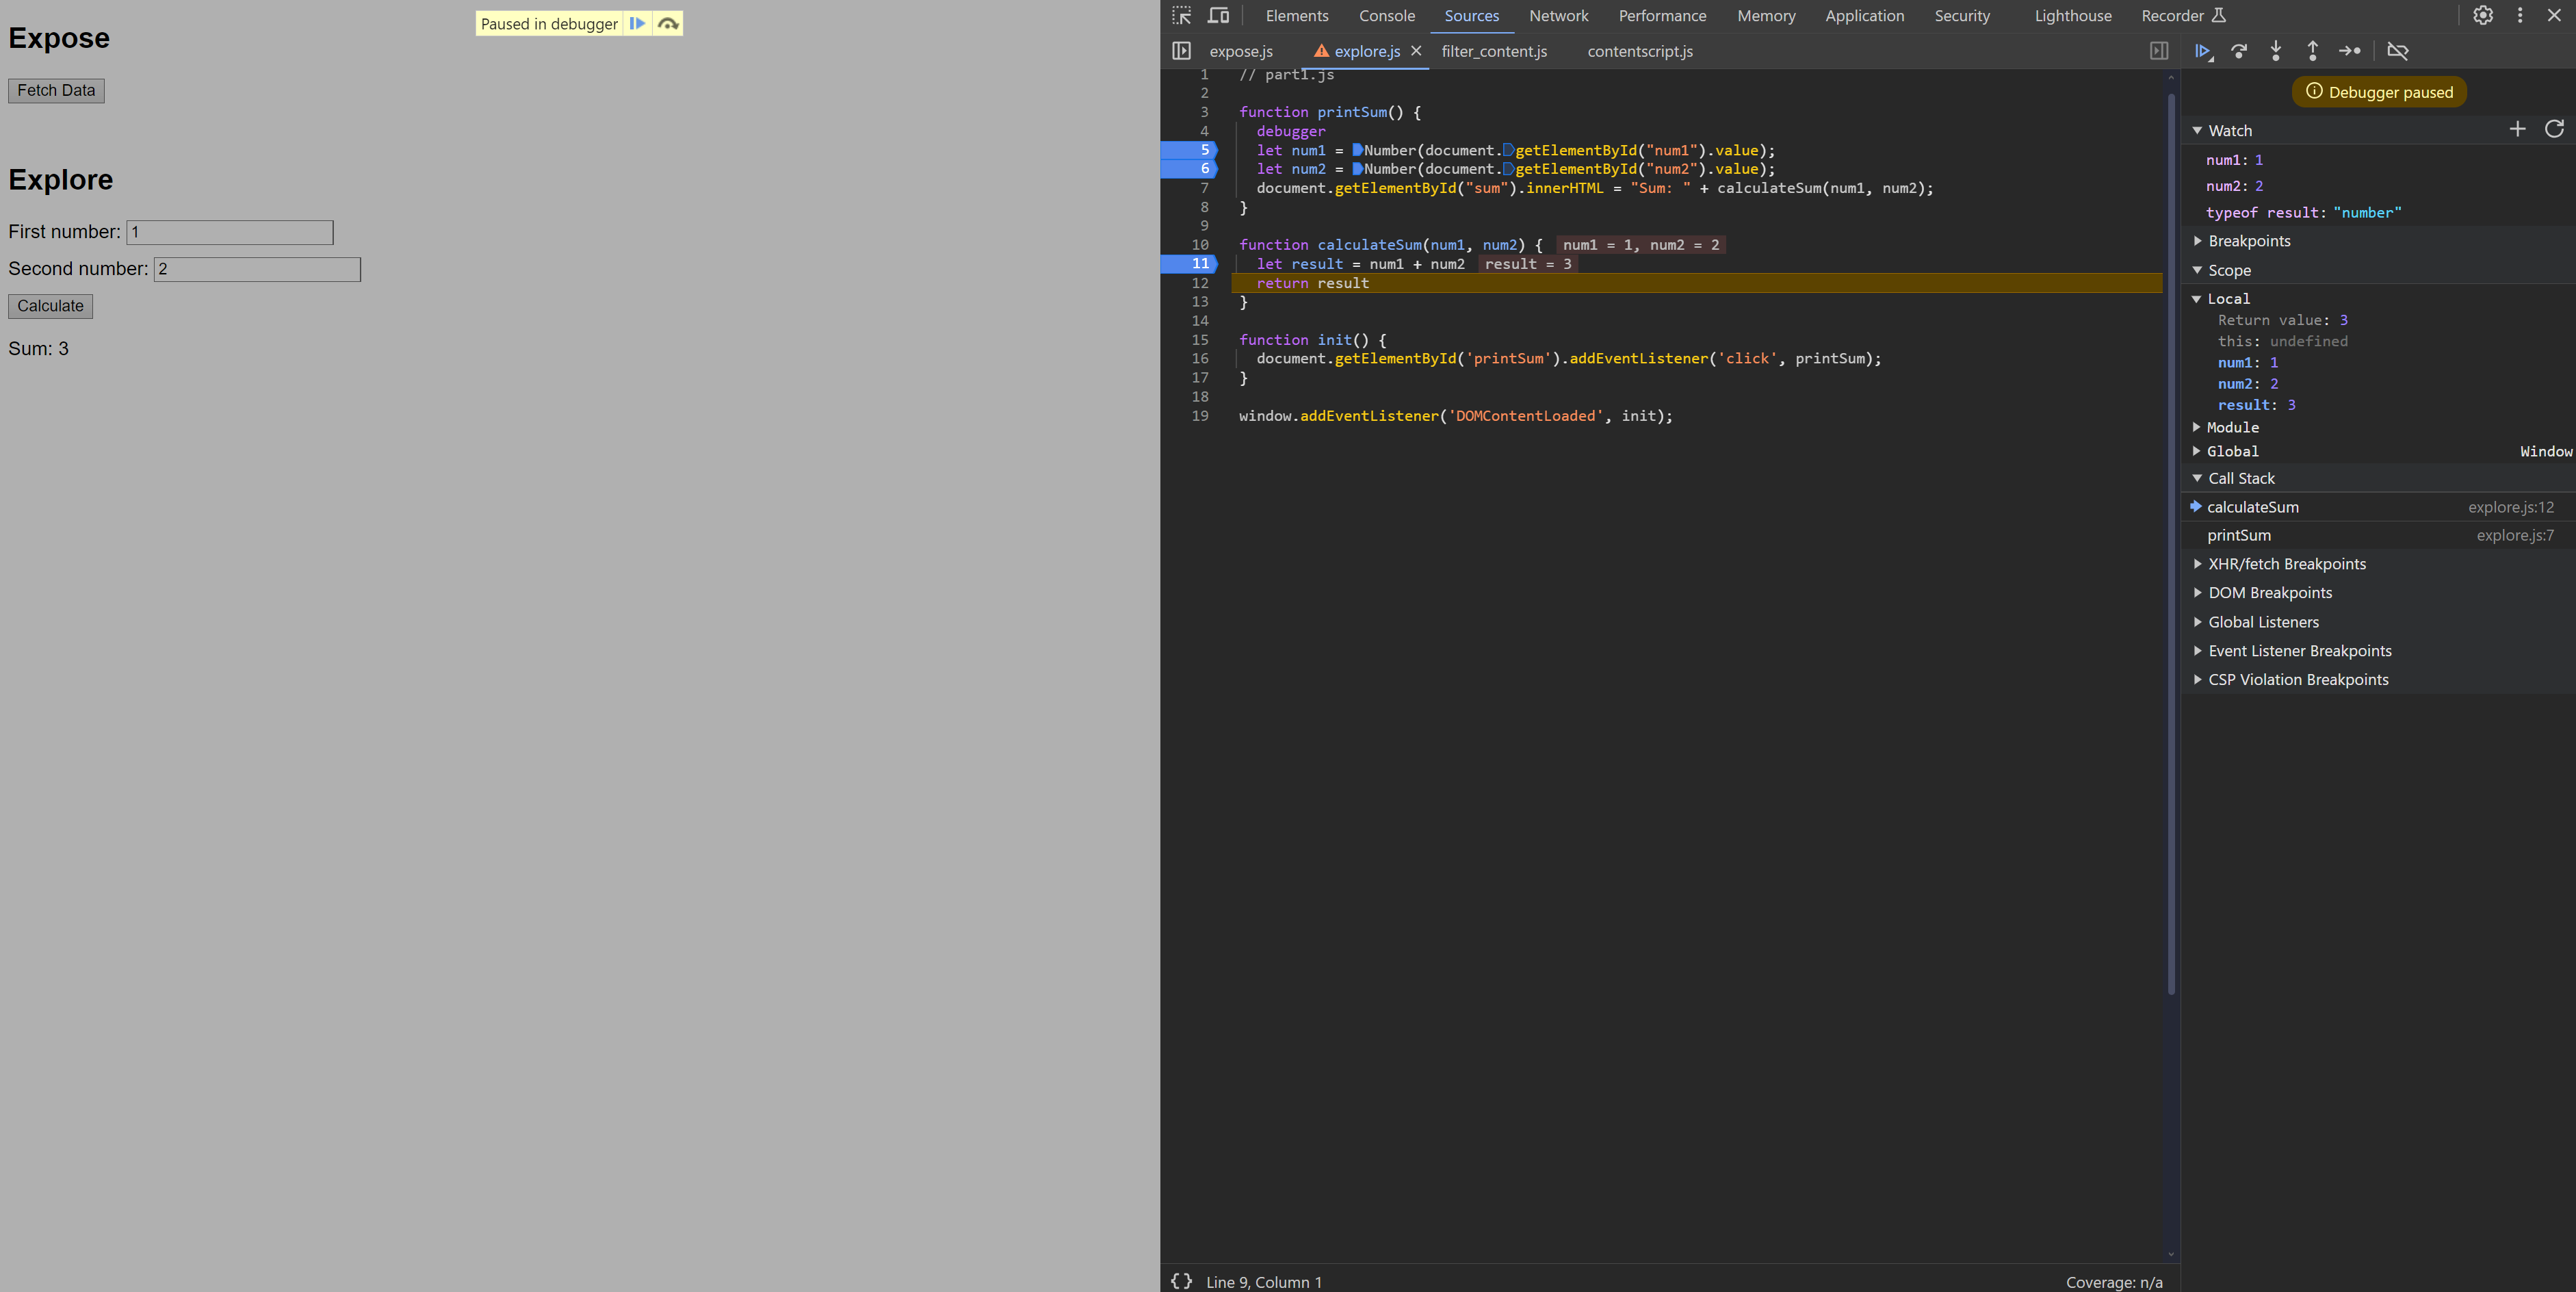 Expose
Paused in debugger
Fetch Data
Explore
First number: 1
Second number: 2
Calculate
Sum: 3
Elements Console Sources Network Performance Memory Application Security Lighthouse Recorder
expose.js explore.js filter_content.js contentscript.js
1 // part1.js
2
3 function printSum() {
4 debugger
5 let num1 = Number(document.getElementById("num1").value);
6 let num2 = Number(document.getElementById("num2").value);
7 document.getElementById("sum").innerHTML = "Sum: " + calculateSum(num1, num2);
8 }
9
10 function calculateSum(num1, num2) { num1 = 1, num2 = 2
11 let result = num1 + num2 result = 3
12 return result
13 }
14
15 function init() {
16 document.getElementById('printSum').addEventListener('click', printSum);
17 }
18
19 window.addEventListener('DOMContentLoaded', init);
{} Line 9, Column 1 Coverage: n/a
Debugger paused
Watch
num1: 1
num2: 2
typeof result: "number"
Breakpoints
Scope
Local
Return value: 3
this: undefined
num1: 1
num2: 2
result: 3
Module
Global Window
Call Stack
calculateSum explore.js:12
printSum explore.js:7
XHR/fetch Breakpoints
DOM Breakpoints
Global Listeners
Event Listener Breakpoints
CSP Violation Breakpoints